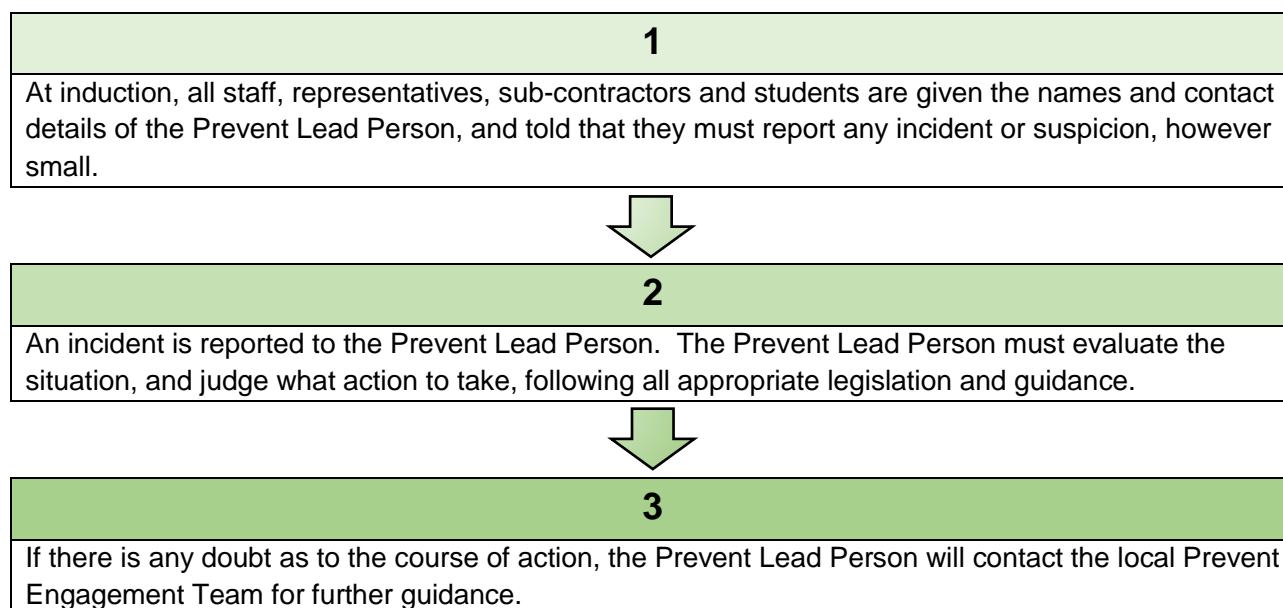 1
At induction, all staff, representatives, sub-contractors and students are given the names and contact
details of the Prevent Lead Person, and told that they must report any incident or suspicion, however
small.
2
An incident is reported to the Prevent Lead Person.  The Prevent Lead Person must evaluate the
situation, and judge what action to take, following all appropriate legislation and guidance.
3
If there is any doubt as to the course of action, the Prevent Lead Person will contact the local Prevent
Engagement Team for further guidance.